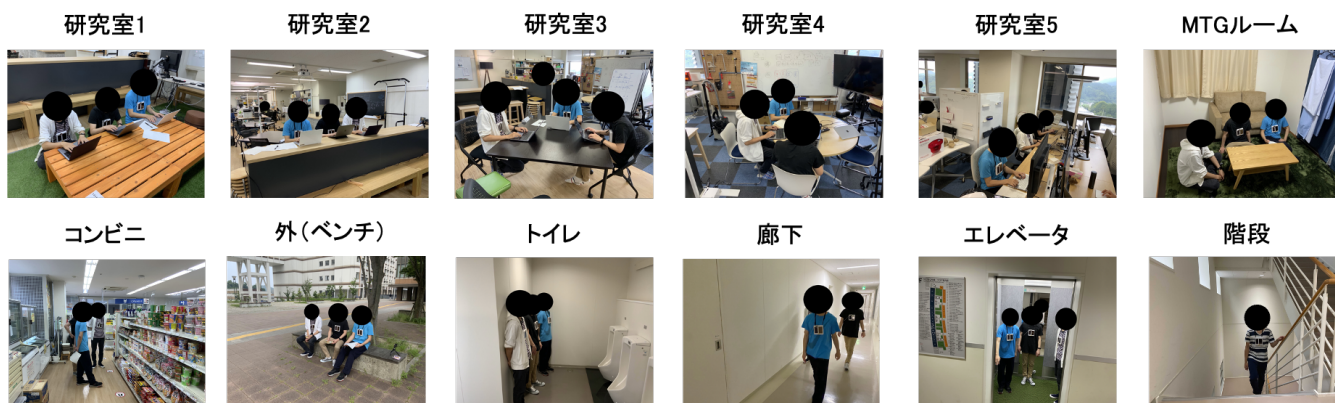 研究室1
研究室2
研究室3
研究室4
研究室5
MTGルーム
コンビニ
外(ベンチ)
トイレ
廊下
エレベータ
階段